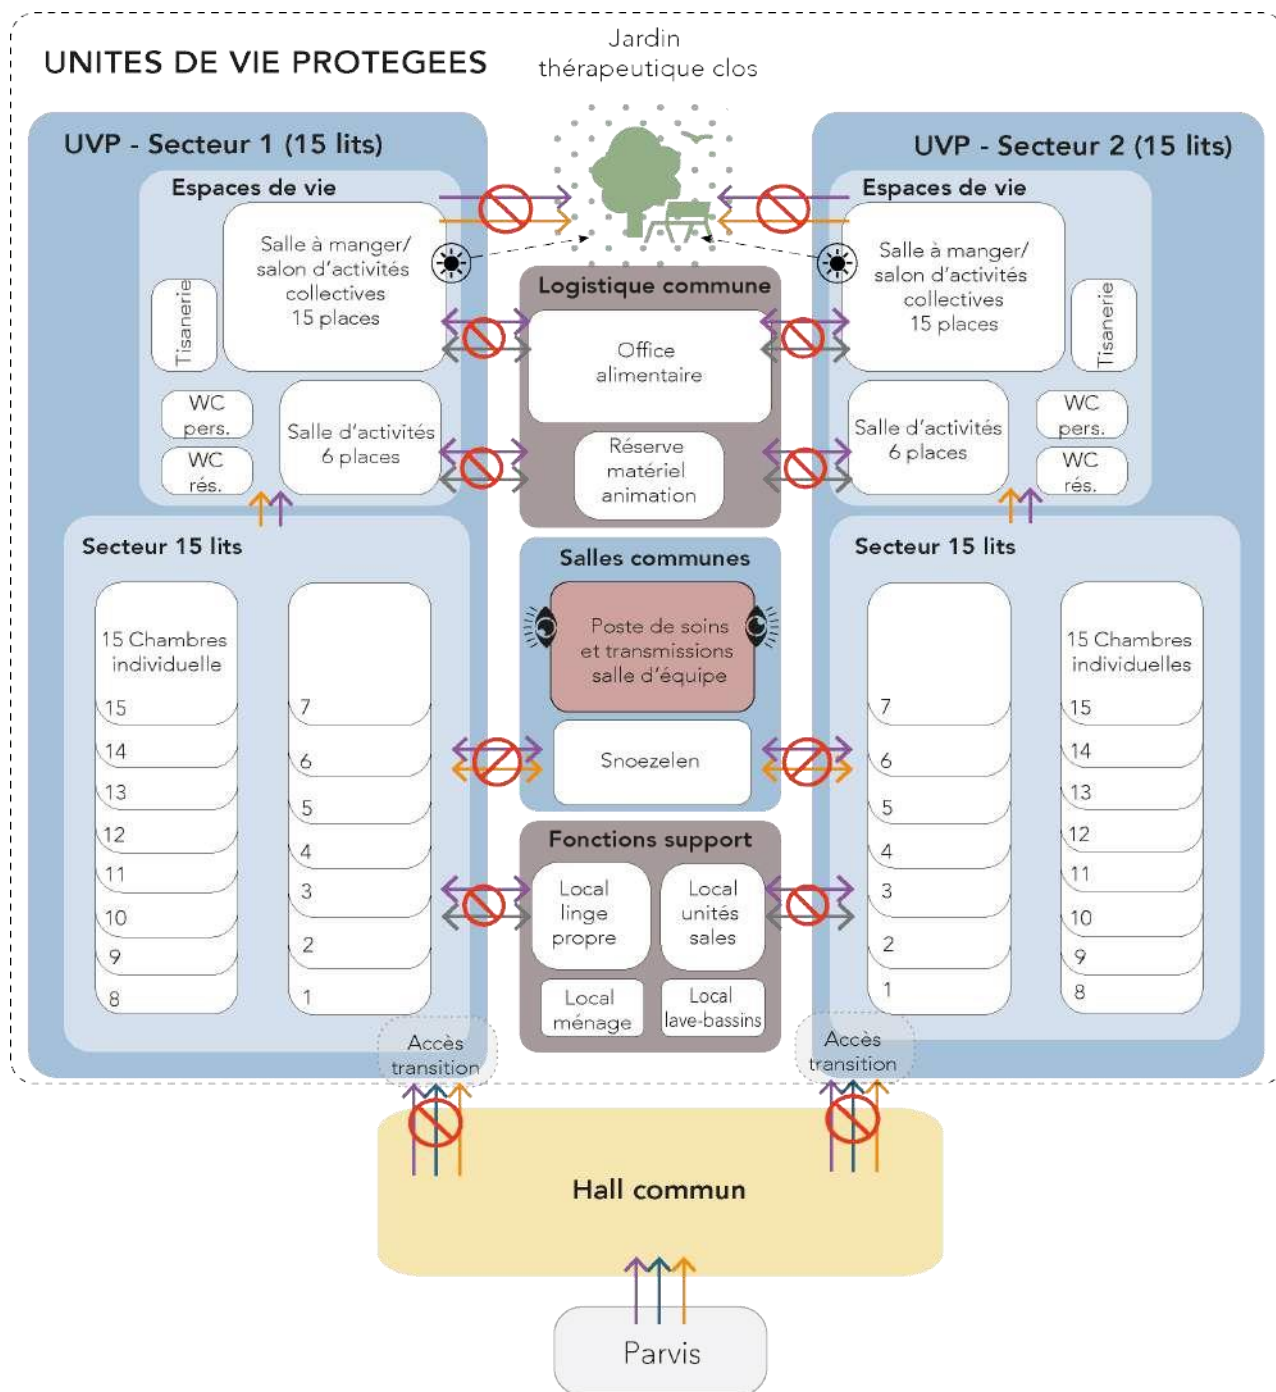 UNITES DE VIE PROTEGEES
Jardin
thérapeutique clos
UVP - Secteur 1 (15 lits)
Espaces de vie
Salle à manger/
salon d'activités
collectives
15 places
Tisanerie
WC
pers.
WC
rés.
Salle d'activités
6 places
Secteur 15 lits
15 Chambres
individuelle
15
14
13
12
11
10
9
8
7
6
5
4
3
2
1
Accès
transition
Logistique commune
Office
alimentaire
Réserve
matériel
animation
Salles communes
Poste de soins
et transmissions
salle d'équipe
Snoezelen
Fonctions support
Local
linge
propre
Local
unités
sales
Local
ménage
Local
lave-bassins
UVP - Secteur 2 (15 lits)
Espaces de vie
Salle à manger/
salon d'activités
collectives
15 places
Tisanerie
Salle d'activités
6 places
WC
pers.
WC
rés.
Secteur 15 lits
7
6
5
4
3
2
1
15 Chambres
individuelles
15
14
13
12
11
10
9
8
Accès
transition
Hall commun
Parvis